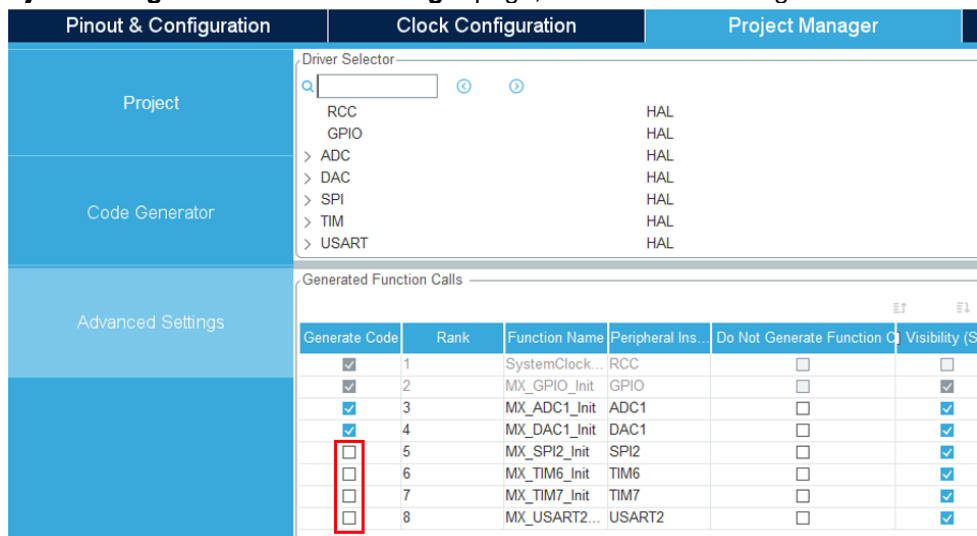 Pinout & Configuration Clock Configuration Project Manager
Driver Selector
Project
RCC HAL
GPIO HAL
ADC HAL
DAC HAL
SPI HAL
Code Generator
TIM HAL
USART HAL
Generated Function Calls
Advanced Settings
Generate Code Rank Function Name Peripheral Ins... Do Not Generate Function C Visibility (S
1 SystemClock... RCC
2 MX_GPIO_Init GPIO
3 MX_ADC1_Init ADC1
4 MX_DAC1_Init DAC1
5 MX_SPI2_Init SPI2
6 MX_TIM6_Init TIM6
7 MX_TIM7_Init TIM7
8 MX_USART2... USART2